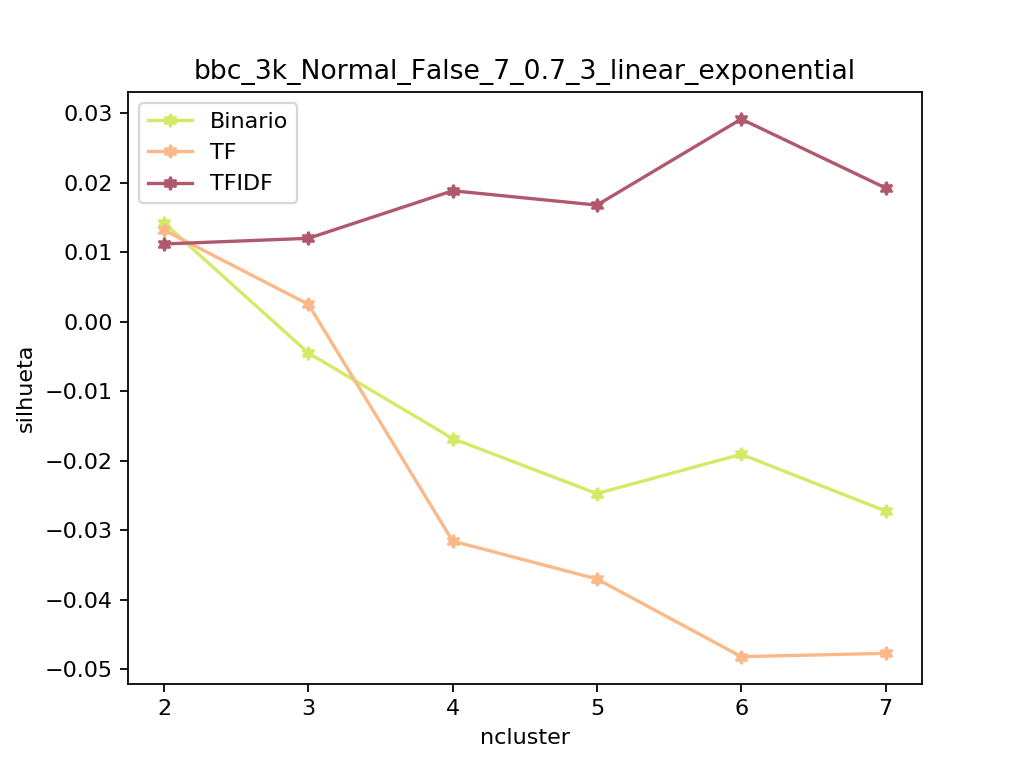 bbc_3k_Normal_False_7_0.7_3_linear_exponential
Binario
TF
TFIDF
0.03
0.02
0.01
0.00
−0.01
−0.02
−0.03
−0.04
−0.05
silhueta
2 3 4 5 6 7
ncluster